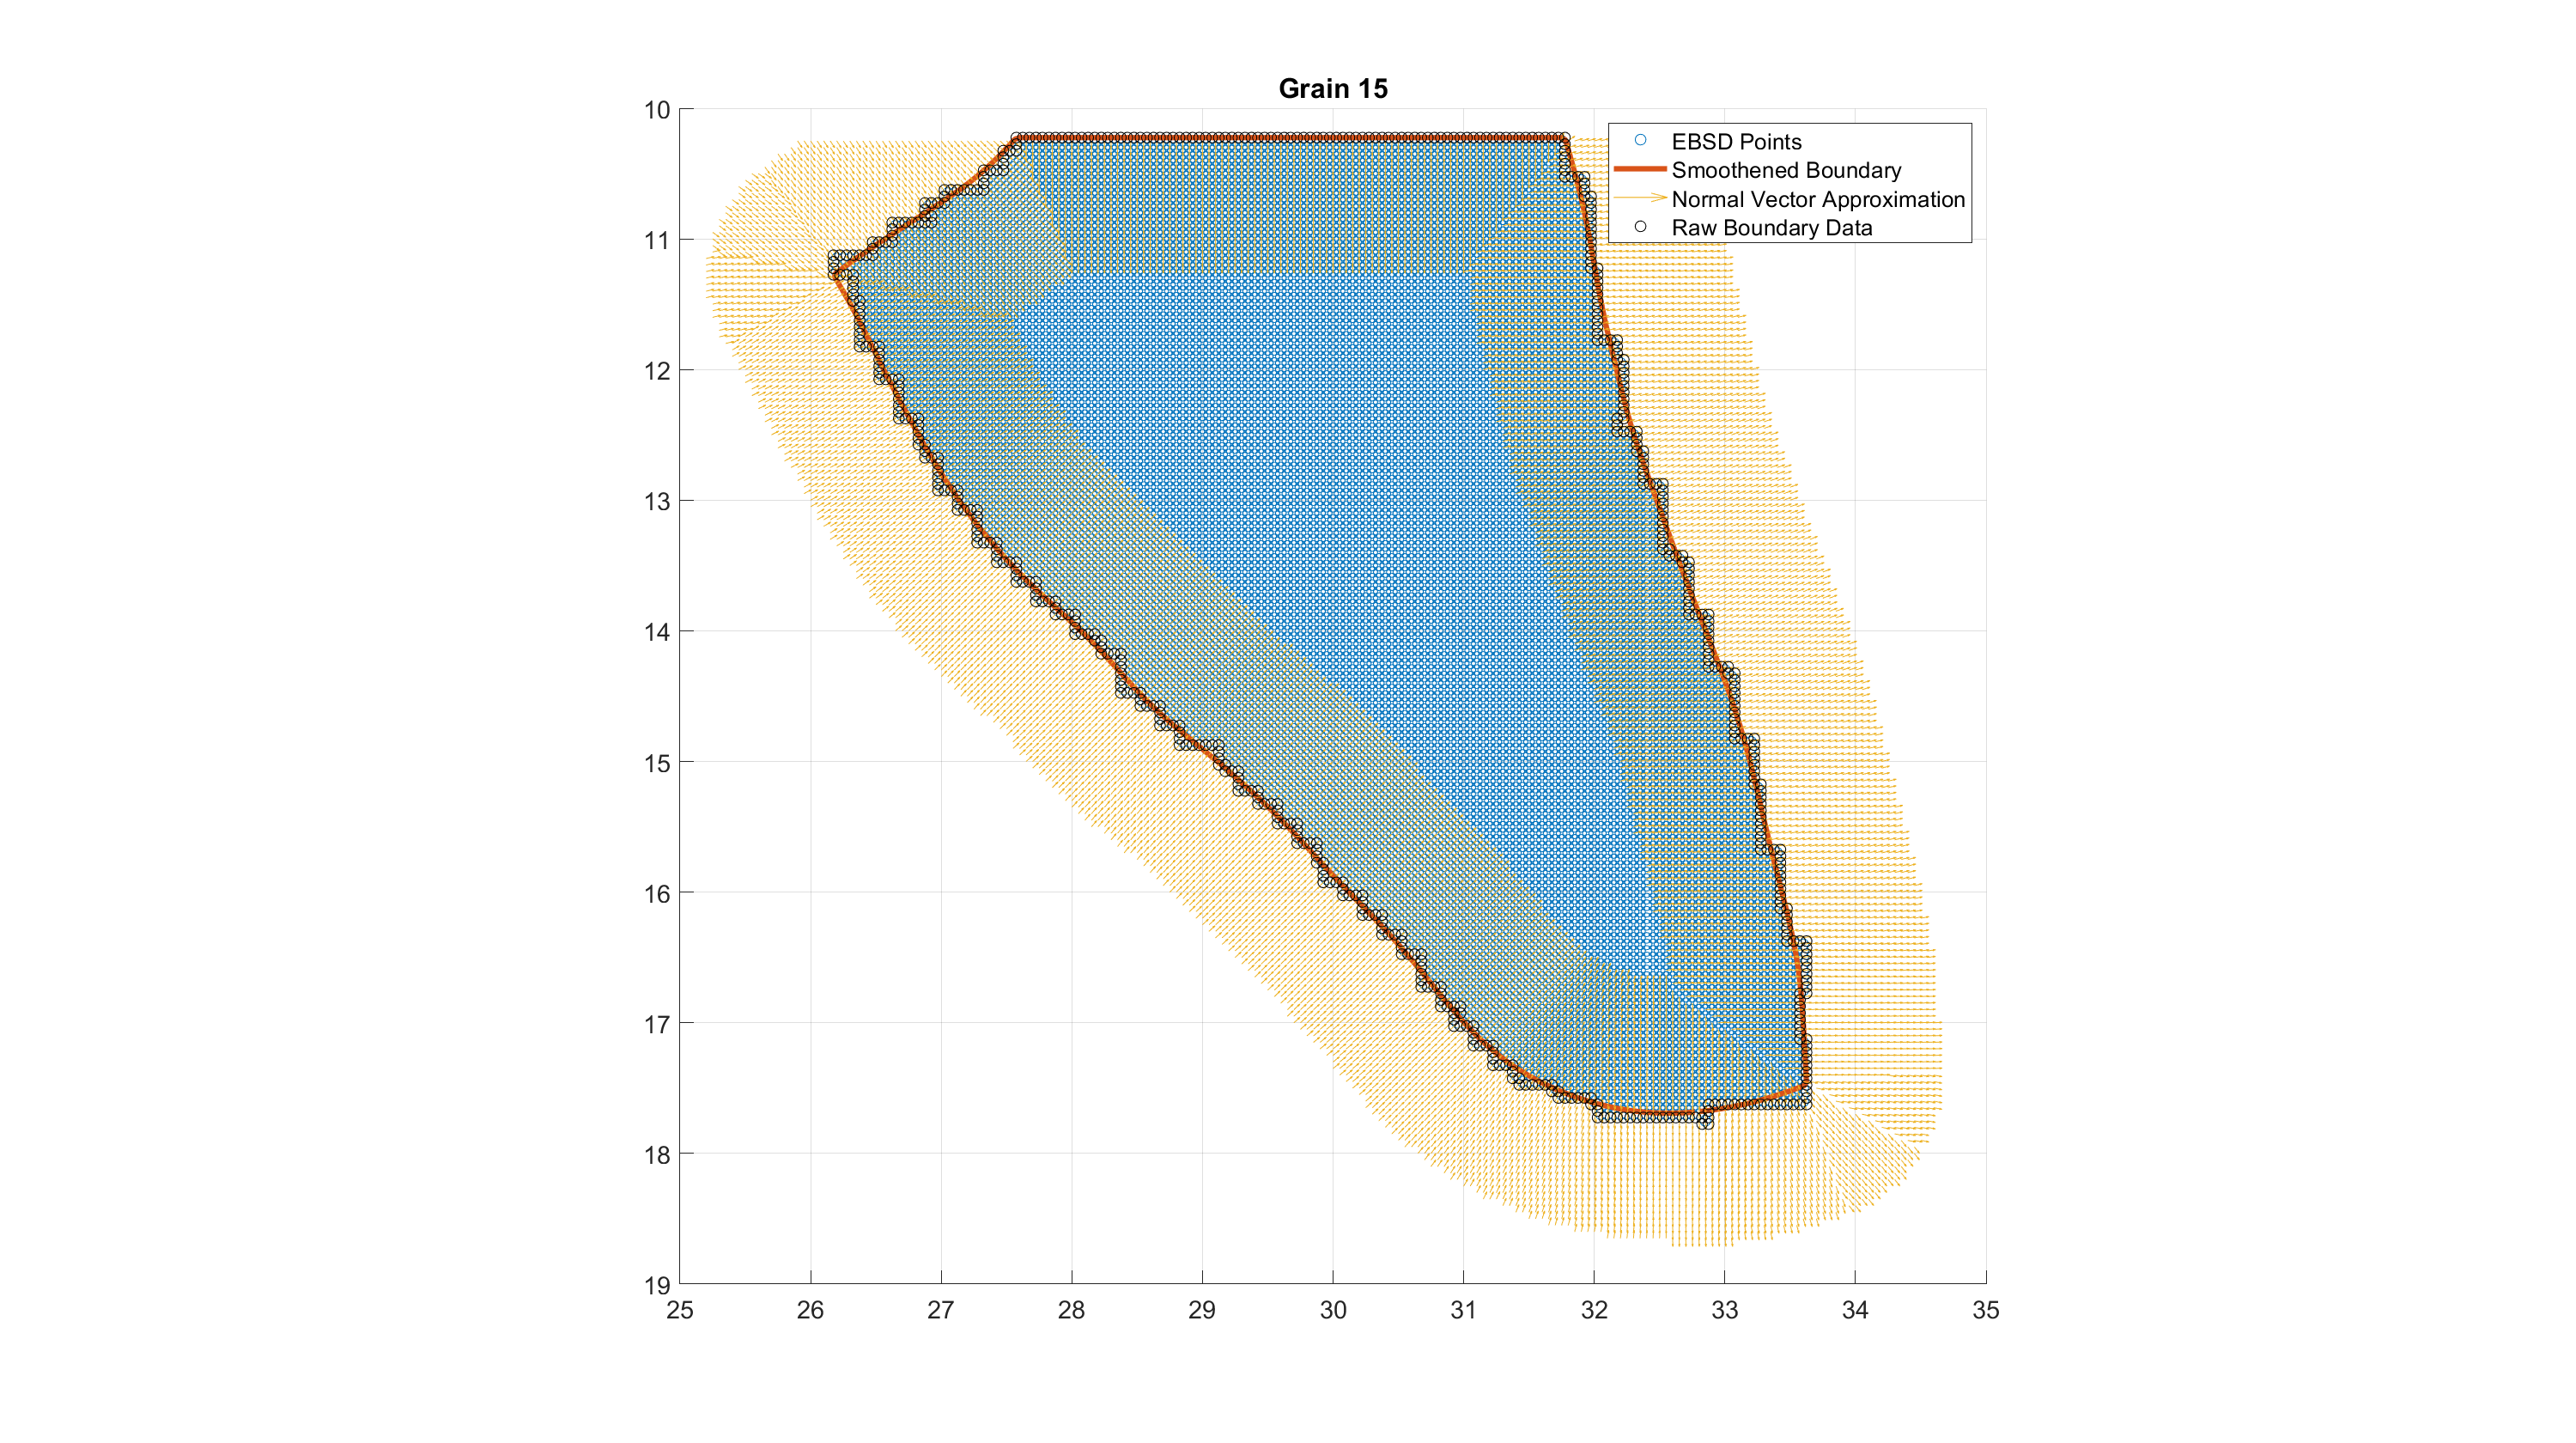 Grain 15
10
11
12
13
14
15
16
17
18
19
25 26 27 28 29 30 31 32 33 34 35
EBSD Points
Smoothened Boundary
Normal Vector Approximation
Raw Boundary Data